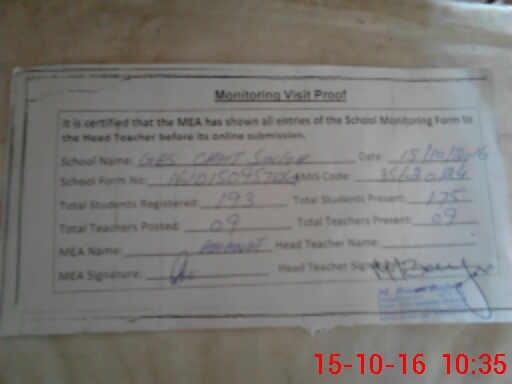 Monitoring Visit Proof
It is certified that the MEA has shown all entries of the School Monitoring Form to
the Head Teacher before its online submission.
School Name: GES Date: 15/10/2016
School Form No: EMIS Code:
Total Students Registered: 193 Total Students Present: 175
Total Teachers Posted: 09 Total Teachers Present: 09
MEA Name: Head Teacher Name:
MEA Signature: Head Teacher
15-10-16 10:35